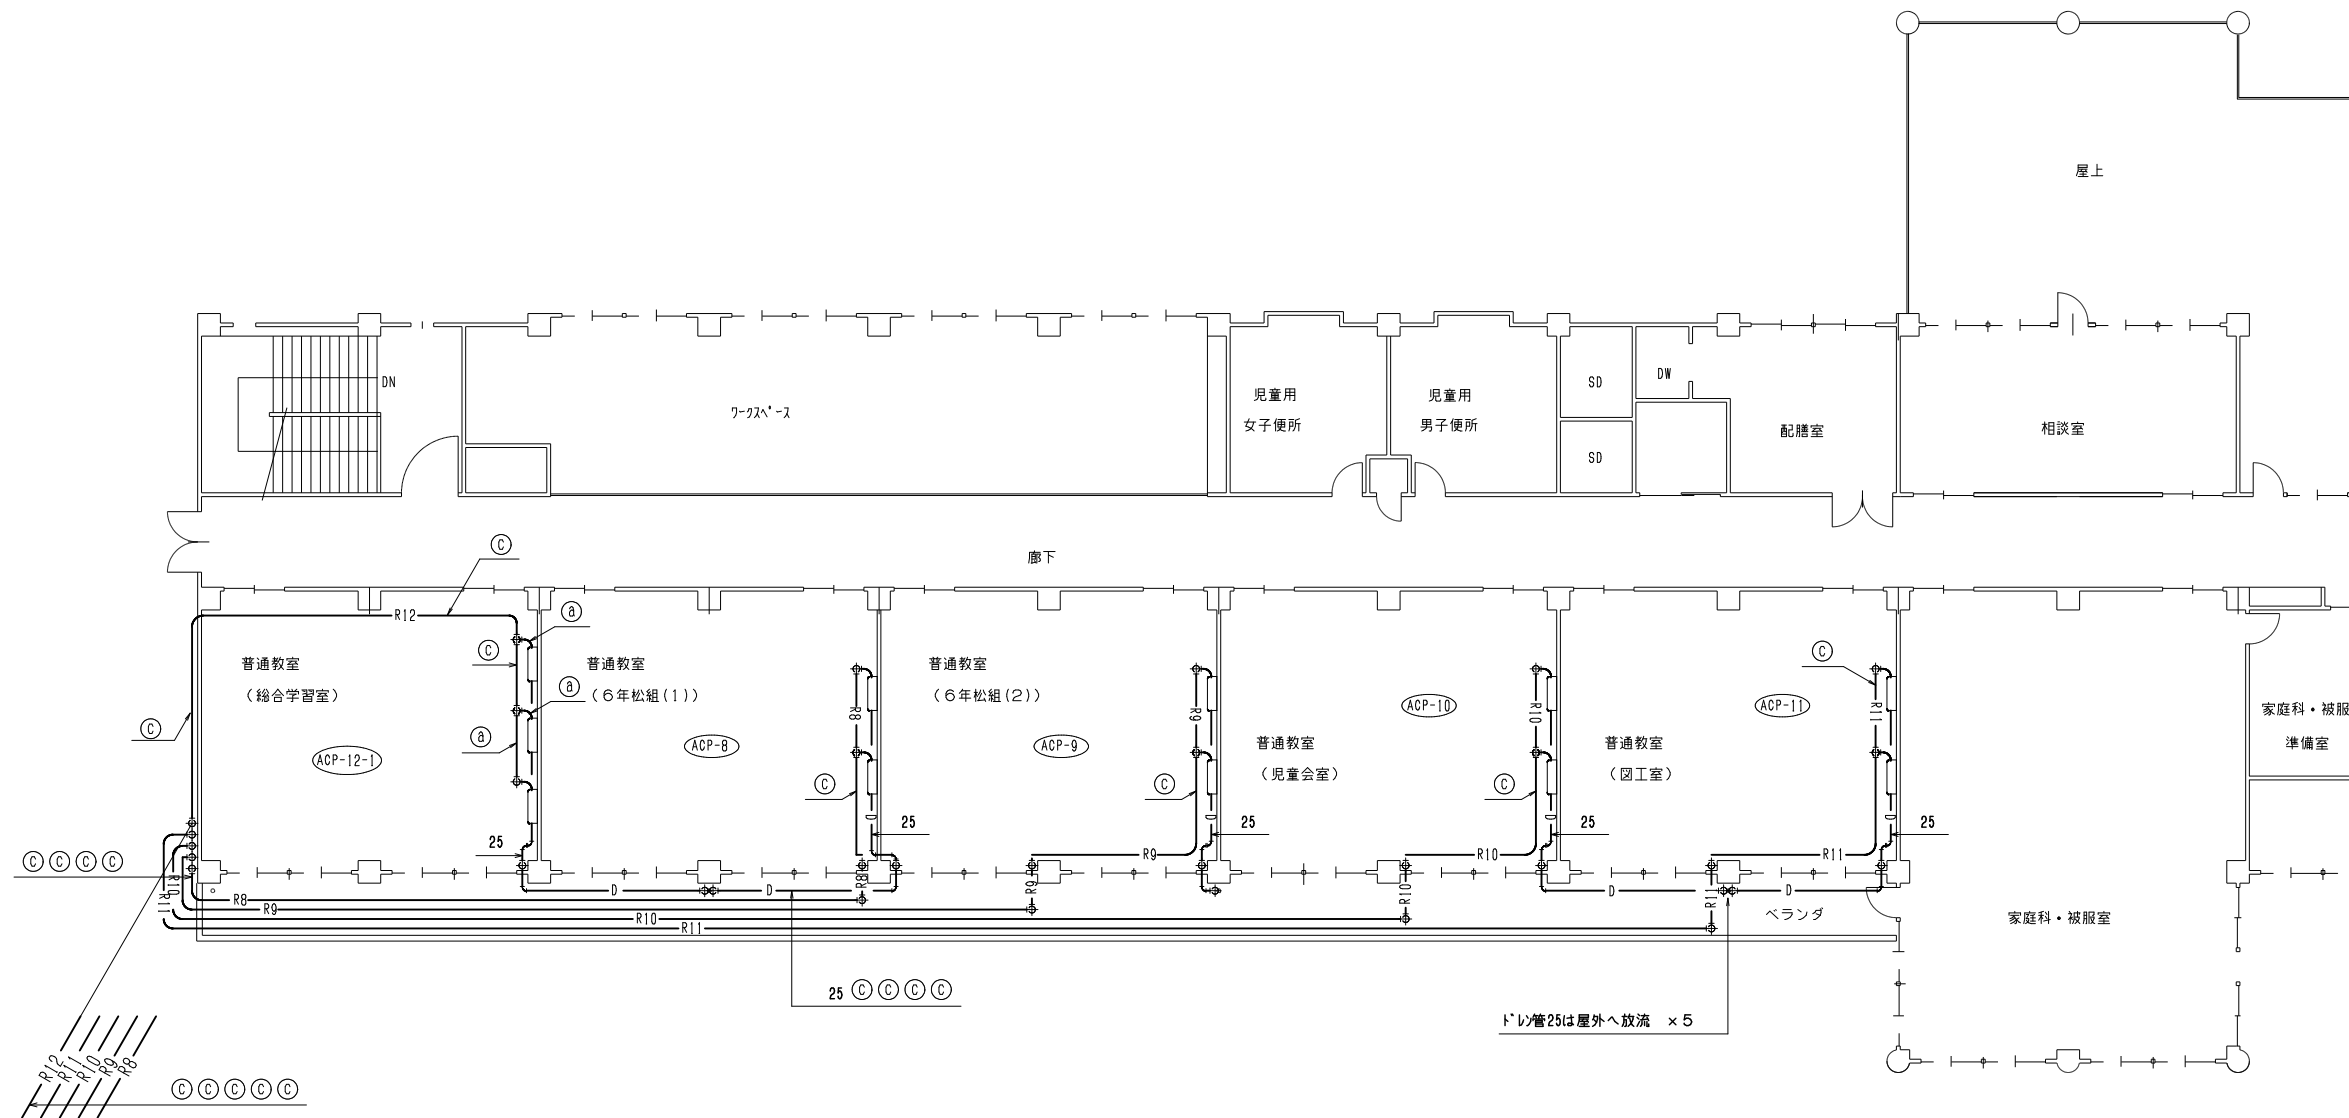 屋上
DN
ﾜｰｸｽﾍﾟｰｽ
児童用
女子便所
児童用
男子便所
SD
SD
DW
配膳室
相談室
廊下
C
R12
a
C
a
a
C
普通教室
(総合学習室)
ACP-12-1
普通教室
(6年松組(1))
ACP-8
R8
C
25
D
普通教室
(6年松組(2))
ACP-9
R9
C
25
D
ACP-10
普通教室
(児童会室)
R10
C
25
D
ACP-11
普通教室
(図工室)
C
R11
25
D
家庭科・被服
準備室
25
C C C C
R10
R11
R8
R9
R10
R11
D
D
R8
R9
R9
R10
R10
R11
R11
D
D
ベランダ
家庭科・被服室
25 C C C C
ﾄﾞﾚﾝ管25は屋外へ放流 ×5
R12
R11
R10
R9
R8
C C C C C